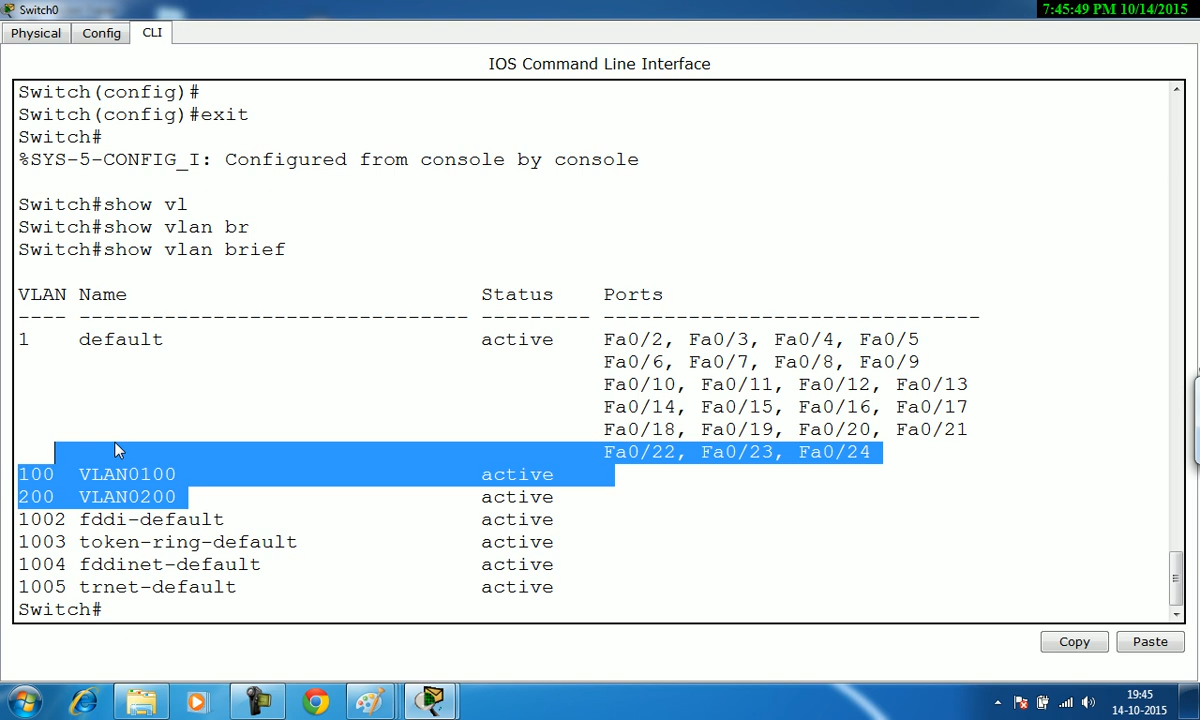 Switch0
7:45:49 PM 10/14/2015
Physical Config CLI
IOS Command Line Interface
Switch(config)#
Switch(config)#exit
Switch#
%SYS-5-CONFIG_I: Configured from console by console
Switch#show vl
Switch#show vlan br
Switch#show vlan brief
VLAN Name Status Ports
---- -------------------------------- --------- -------------------------------
1 default active Fa0/2, Fa0/3, Fa0/4, Fa0/5
Fa0/6, Fa0/7, Fa0/8, Fa0/9
Fa0/10, Fa0/11, Fa0/12, Fa0/13
Fa0/14, Fa0/15, Fa0/16, Fa0/17
Fa0/18, Fa0/19, Fa0/20, Fa0/21
Fa0/22, Fa0/23, Fa0/24
100 VLAN0100 active
200 VLAN0200 active
1002 fddi-default active
1003 token-ring-default active
1004 fddinet-default active
1005 trnet-default active
Switch#
Copy Paste
19:45
14-10-2015